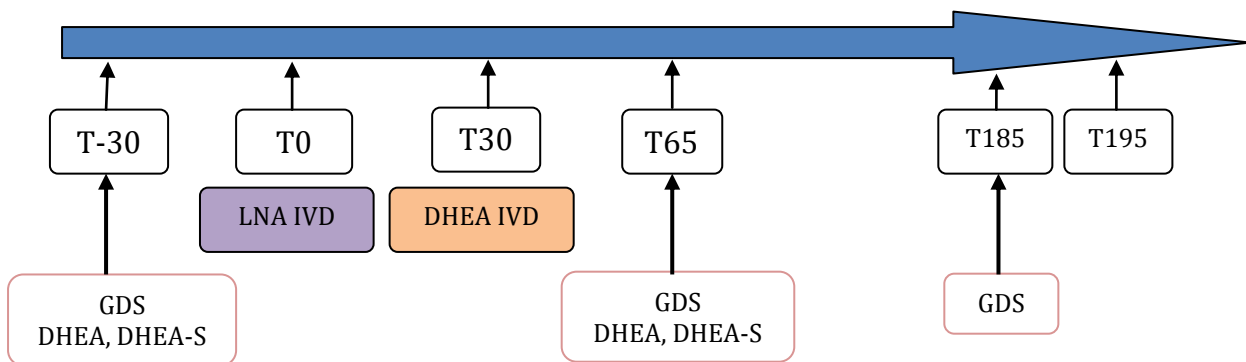 T-30
T0
T30
T65
T185
T195
LNA IVD
DHEA IVD
GDS
DHEA, DHEA-S
GDS
DHEA, DHEA-S
GDS